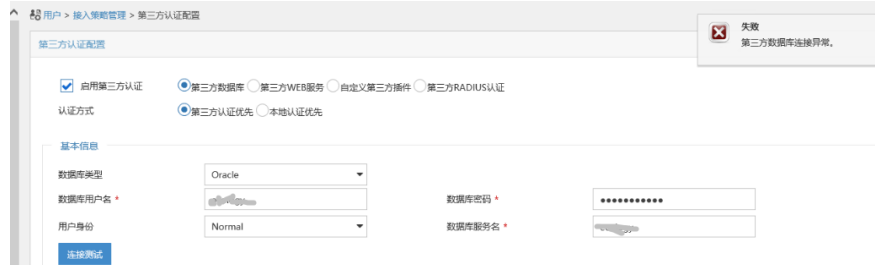 用户 > 接入策略管理 > 第三方认证配置
失败
第三方数据库连接异常。
第三方认证配置
启用第三方认证 第三方数据库 第三方WEB服务 自定义第三方插件 第三方RADIUS认证
认证方式 第三方认证优先 本地认证优先
基本信息
数据库类型 Oracle
数据库用户名 * 数据库密码 * •••••••••••
用户身份 Normal 数据库服务名 *
连接测试